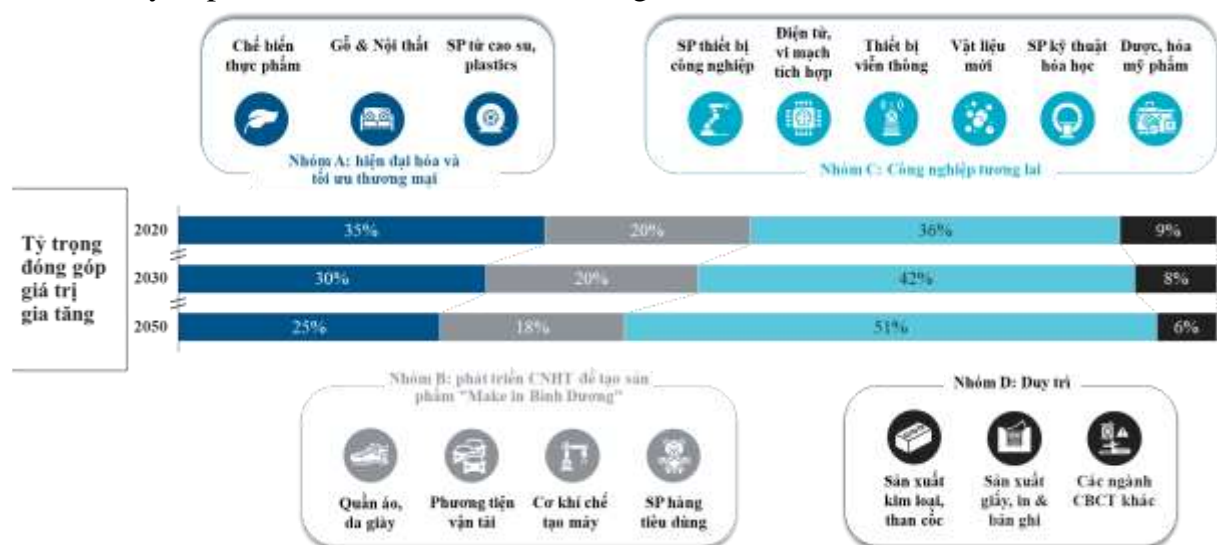 Chế biến
thực phẩm
Gỗ & Nội thất
SP từ cao su,
plastics
Nhóm A: hiện đại hóa và
tối ưu thương mại
SP thiết bị
công nghiệp
Điện tử,
vi mạch
tích hợp
Thiết bị
viễn thông
Vật liệu
mới
SP kỹ thuật
hóa học
Dược, hóa
mỹ phẩm
Nhóm C: Công nghiệp tương lai
Tỷ trọng
đóng góp
giá trị
gia tăng
2020
35%
20%
36%
9%
2030
30%
20%
42%
8%
2050
25%
18%
51%
6%
Nhóm B: phát triển CNHT để tạo sản
phẩm "Make in Bình Dương"
Quần áo,
da giày
Phương tiện
vận tải
Cơ khí chế
tạo máy
SP hàng
tiêu dùng
Nhóm D: Duy trì
Sản xuất
kim loại,
than cốc
Sản xuất
giấy, in &
bản ghi
Các ngành
CBCT khác